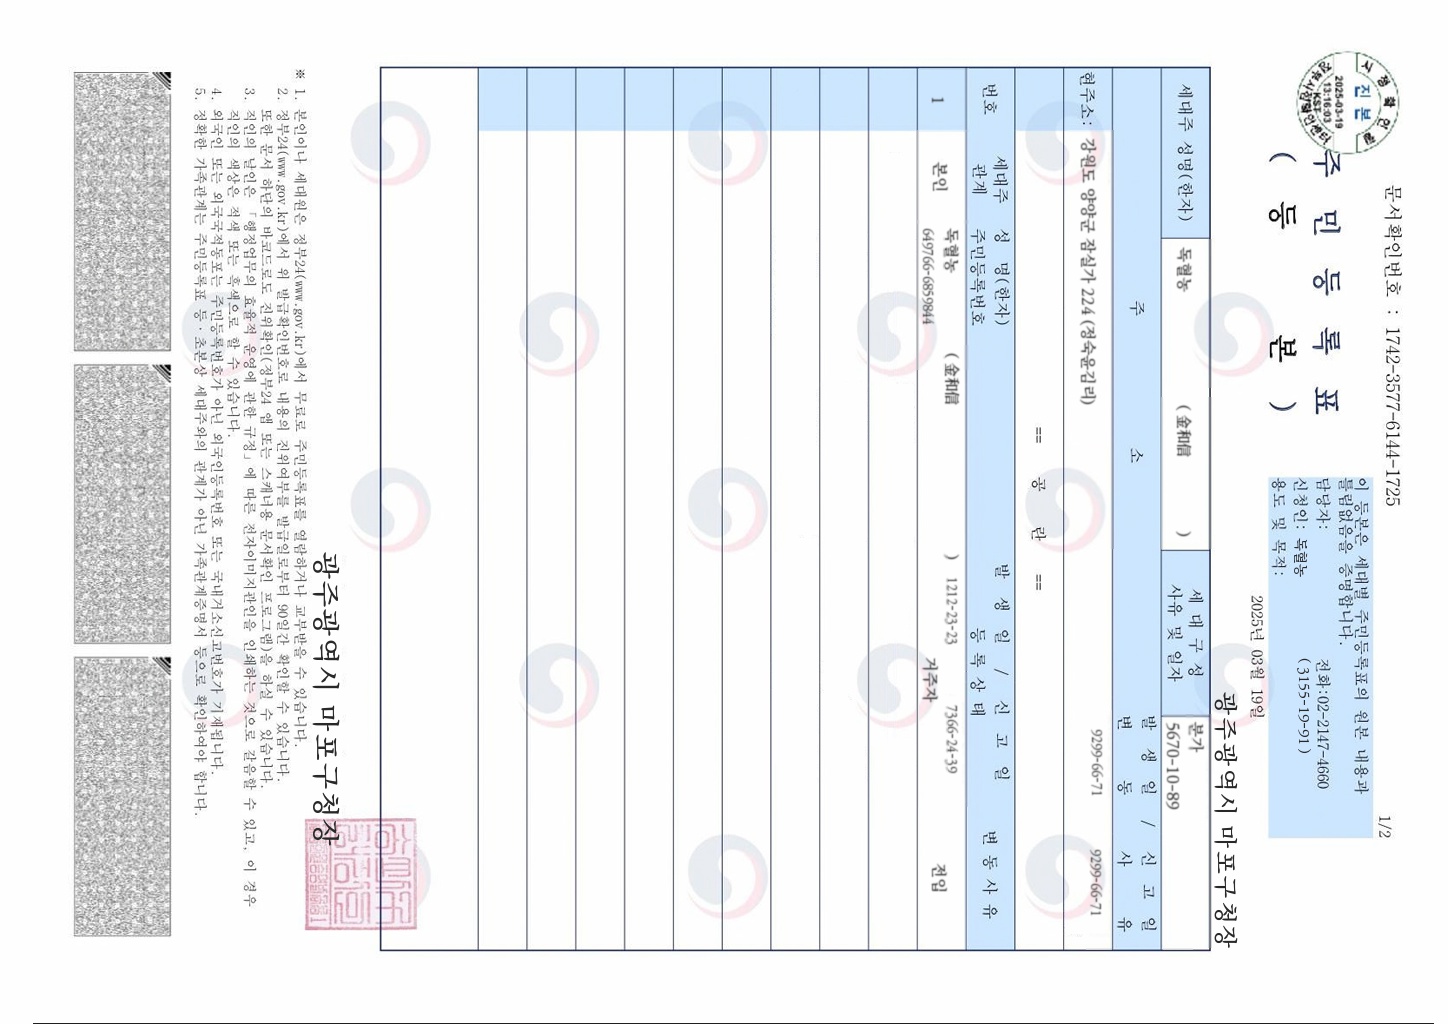 문서확인번호 : 1742-3577-6144-1725
1/2
시점확인필
진본
2025-03-19
13:16:03
KST
주 민 등 록 표
( 등 본 )
이 등본은 세대별 주민등록표의 원본 내용과
틀림없음을 증명합니다.
담당자: 전화:02-2147-4660
신청인: 독혈농 (3155-19-91)
용도 및 목적:
2025년 03월 19일
광주광역시 마포구청장
세대주 성명(한자) 독혈농 ( 金和信 ) 세 대 구 성 사유 및 일자 분가
5670-10-89
주 소 발 생 일 / 신 고 일
변 동 사 유
현주소: 강원도 양양군 잠실가 224 (정숙윤김리) 9299-66-71 9299-66-71
== 공 란 ==
번호 세대주 관계 성 명(한자) 주민등록번호 발 생 일 / 신 고 일 등 록 상 태 변 동 사 유
1 본인 독혈농 ( 金和信 ) 1212-23-23 7366-24-39 전입
649766-6859844 거주자
광주광역시 마포구청장
※ 1. 본인이나 세대원은 정부24(www.gov.kr)에서 무료로 주민등록표를 열람하거나 교부받을 수 있습니다.
2. 정부24(www.gov.kr)에서 위 발급확인번호로 내용의 진위여부를 발급일로부터 90일간 확인할 수 있습니다.
또한 문서 하단의 바코드로도 진위확인(정부24 앱 또는 스캐너용 문서확인 프로그램)을 하실 수 있습니다.
3. 직인의 날인은 「행정업무의 효율적 운영에 관한 규정」에 따른 전자이미지관인을 인쇄하는 것으로 갈음할 수 있고, 이 경우
직인의 색상은 적색 또는 흑색으로 할 수 있습니다.
4. 외국인 또는 외국국적동포는 주민등록번호가 아닌 외국인등록번호 또는 국내거소신고번호가 기재됩니다.
5. 정확한 가족관계는 주민등록표 등·초본상 세대주와의 관계가 아닌 가족관계증명서 등으로 확인하여야 합니다.